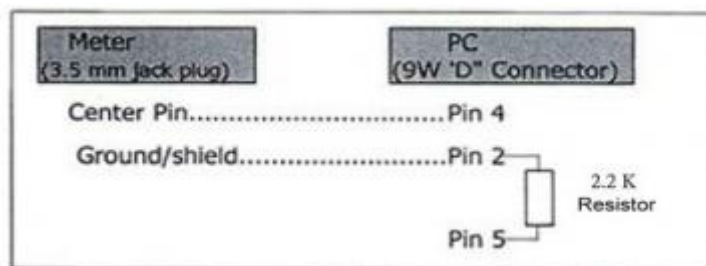 Meter PC
(3.5 mm jack plug) (9W 'D" Connector)
Center Pin................................Pin 4
Ground/shield..........................Pin 2
2.2 K
Resistor
Pin 5